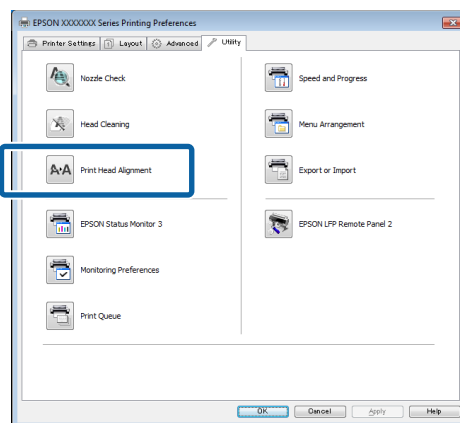 EPSON XXXXXXX Series Printing Preferences
Printer Settings Layout Advanced Utility
Nozzle Check
Speed and Progress
Head Cleaning
Menu Arrangement
A·A Print Head Alignment
Export or Import
EPSON Status Monitor 3
EPSON LFP Remote Panel 2
Monitoring Preferences
Print Queue
OK Cancel Apply Help